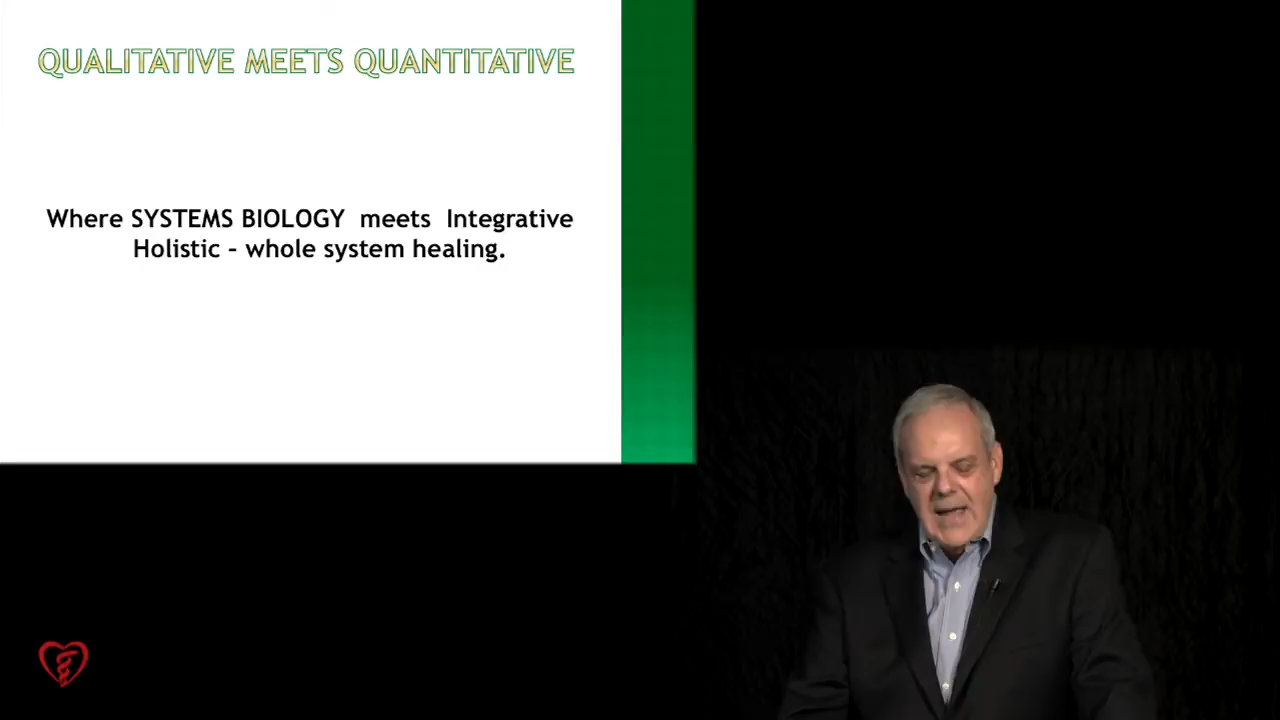 QUALITATIVE MEETS QUANTITATIVE
Where SYSTEMS BIOLOGY meets Integrative
Holistic – whole system healing.